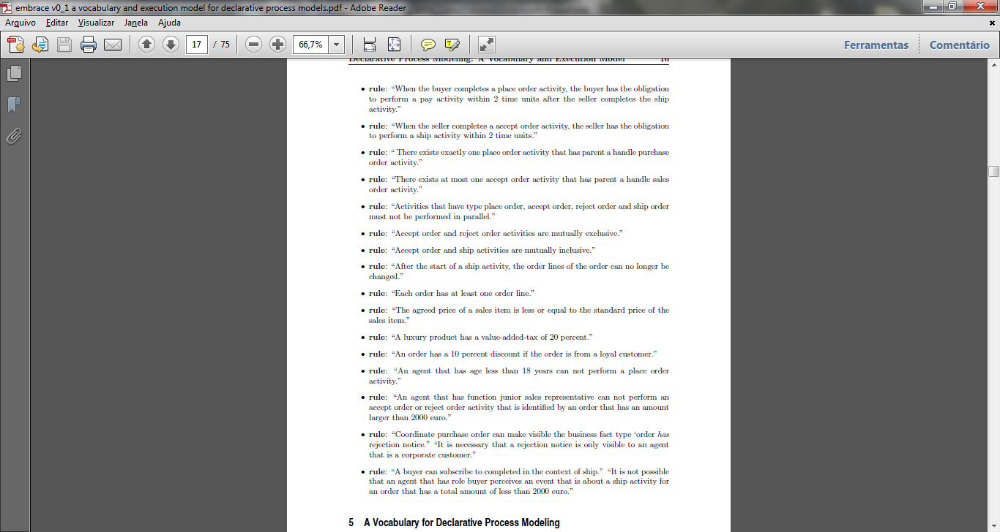 embrace v0_1 a vocabulary and execution model for declarative process models.pdf - Adobe Reader
Arquivo Editar Visualizar Janela Ajuda
17 / 75 66,7% Ferramentas Comentário
Declarative Process Modeling: A Vocabulary and Execution Model 16
• rule: “When the buyer completes a place order activity, the buyer has the obligation
to perform a pay activity within 2 time units after the seller completes the ship
activity.”
• rule: “When the seller completes a accept order activity, the seller has the obligation
to perform a ship activity within 2 time units.”
• rule: “ There exists exactly one place order activity that has parent a handle purchase
order activity.”
• rule: “There exists at most one accept order activity that has parent a handle sales
order activity.”
• rule: “Activities that have type place order, accept order, reject order and ship order
must not be performed in parallel.”
• rule: “Accept order and reject order activities are mutually exclusive.”
• rule: “Accept order and ship activities are mutually inclusive.”
• rule: “After the start of a ship activity, the order lines of the order can no longer be
changed.”
• rule: “Each order has at least one order line.”
• rule: “The agreed price of a sales item is less or equal to the standard price of the
sales item.”
• rule: “A luxury product has a value-added-tax of 20 percent.”
• rule: “An order has a 10 percent discount if the order is from a loyal customer.”
• rule: “An agent that has age less than 18 years can not perform a place order
activity.”
• rule: “An agent that has function junior sales representative can not perform an
accept order or reject order activity that is identified by an order that has an amount
larger than 2000 euro.”
• rule: “Coordinate purchase order can make visible the business fact type ‘order has
rejection notice.” “It is necessary that a rejection notice is only visible to an agent
that is a corporate customer.”
• rule: “A buyer can subscribe to completed in the context of ship.” “It is not possible
that an agent that has role buyer perceives an event that is about a ship activity for
an order that has a total amount of less than 2000 euro.”
5 A Vocabulary for Declarative Process Modeling